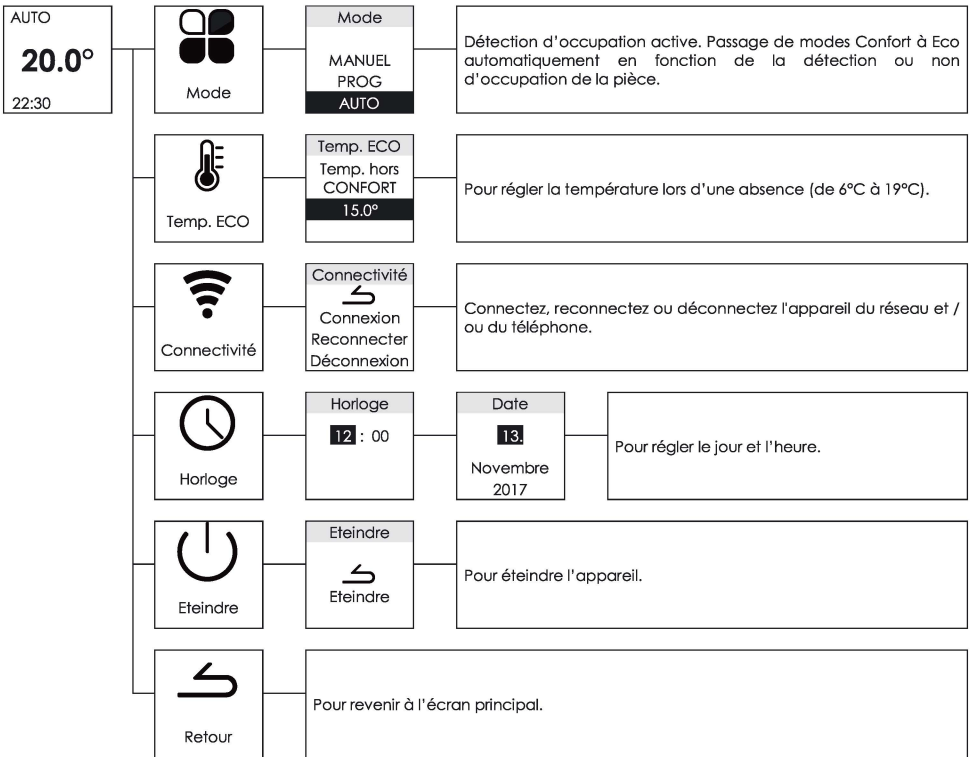 AUTO
20.0°
22:30
Mode
Mode
MANUEL
PROG
AUTO
Détection d'occupation active. Passage de modes Confort à Eco
automatiquement en fonction de la détection ou non
d'occupation de la pièce.
Temp. ECO
Temp. ECO
Temp. hors
CONFORT
15.0°
Pour régler la température lors d'une absence (de 6°C à 19°C).
Connectivité
Connectivité
Connexion
Reconnecter
Déconnexion
Connectez, reconnectez ou déconnectez l'appareil du réseau et /
ou du téléphone.
Horloge
Horloge
12 : 00
Date
13.
Novembre
2017
Pour régler le jour et l'heure.
Eteindre
Eteindre
Eteindre
Pour éteindre l'appareil.
Retour
Pour revenir à l'écran principal.